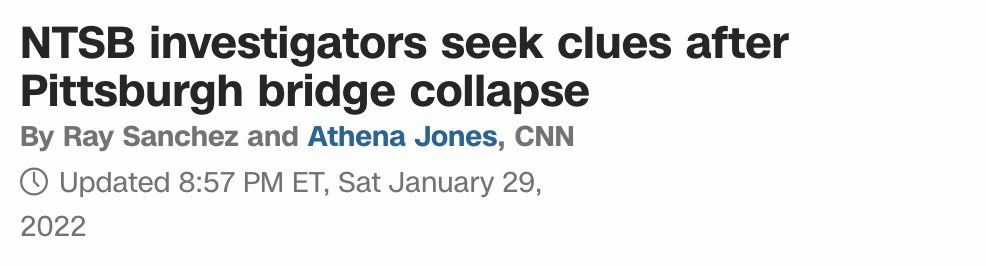 NTSB investigators seek clues after
Pittsburgh bridge collapse
By Ray Sanchez and Athena Jones, CNN
Updated 8:57 PM ET, Sat January 29,
2022